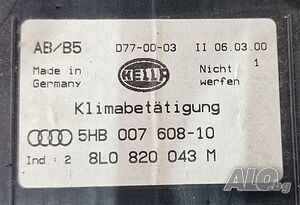 AB/B5 D77-00-03 II 06.03.00
Made in Germany
HELLA
Nicht werfen
1
Klimabetätigung
5HB 007 608-10
Ind.: 2 8L0 820 043 M
ALO.bg